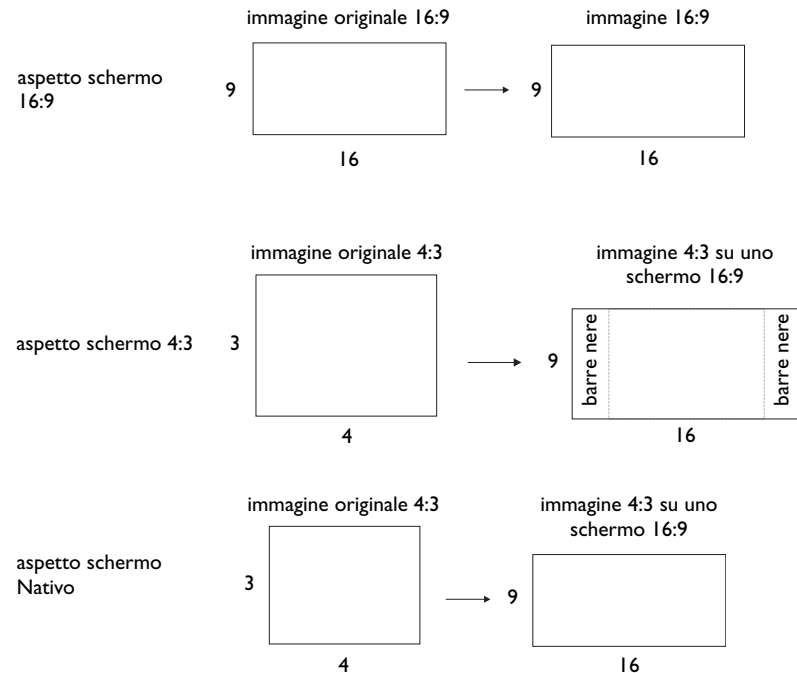 immagine originale 16:9
immagine 16:9
aspetto schermo
16:9
9
9
16
16
immagine originale 4:3
immagine 4:3 su uno
schermo 16:9
aspetto schermo 4:3
3
9
barre nere
barre nere
4
16
immagine originale 4:3
immagine 4:3 su uno
schermo 16:9
aspetto schermo
Nativo
3
9
4
16